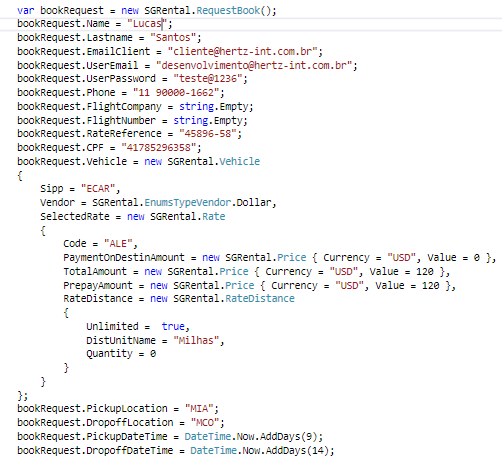 var bookRequest = new SGRental.RequestBook();
bookRequest.Name = "Lucas";
bookRequest.Lastname = "Santos";
bookRequest.EmailClient = "cliente@hertz-int.com.br";
bookRequest.UserEmail = "desenvolvimento@hertz-int.com.br";
bookRequest.UserPassword = "teste@1236";
bookRequest.Phone = "11 90000-1662";
bookRequest.FlightCompany = string.Empty;
bookRequest.FlightNumber = string.Empty;
bookRequest.RateReference = "45896-58";
bookRequest.CPF = "41785296358";
bookRequest.Vehicle = new SGRental.Vehicle
{
    Sipp = "ECAR",
    Vendor = SGRental.EnumsTypeVendor.Dollar,
    SelectedRate = new SGRental.Rate
    {
        Code = "ALE",
        PaymentOnDestinAmount = new SGRental.Price { Currency = "USD", Value = 0 },
        TotalAmount = new SGRental.Price { Currency = "USD", Value = 120 },
        PrepayAmount = new SGRental.Price { Currency = "USD", Value = 120 },
        RateDistance = new SGRental.RateDistance
        {
            Unlimited =  true,
            DistUnitName = "Milhas",
            Quantity = 0
        }
    }
};
bookRequest.PickupLocation = "MIA";
bookRequest.DropoffLocation = "MCO";
bookRequest.PickupDateTime = DateTime.Now.AddDays(9);
bookRequest.DropoffDateTime = DateTime.Now.AddDays(14);